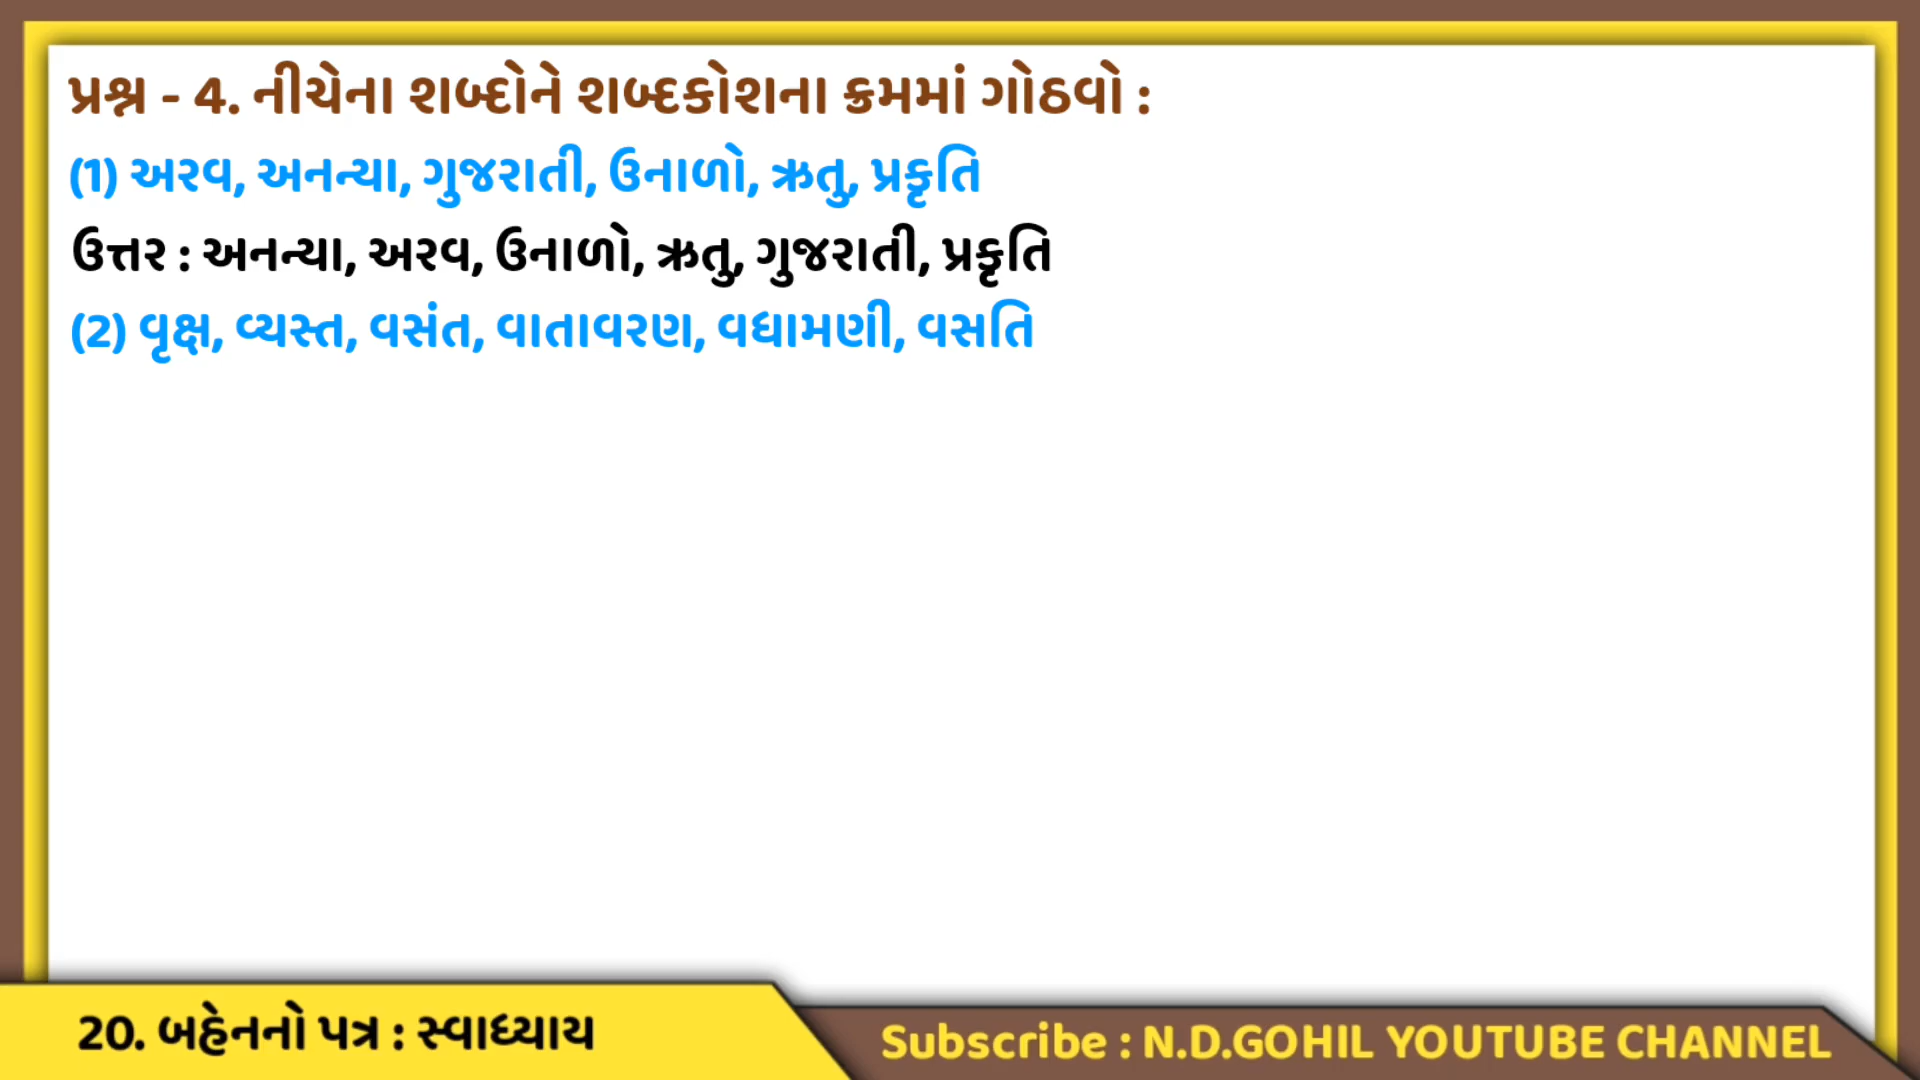 પ્રશ્ન - 4. નીચેના શબ્દોને શબ્દકોશના ક્રમમાં ગોઠવો :
(1) અરવ, અનન્યા, ગુજરાતી, ઉનાળો, ઋતુ, પ્રકૃતિ
ઉત્તર : અનન્યા, અરવ, ઉનાળો, ઋતુ, ગુજરાતી, પ્રકૃતિ
(2) વૃક્ષ, વ્યસ્ત, વસંત, વાતાવરણ, વધામણી, વસતિ
20. બહેનનો પત્ર : સ્વાધ્યાય
Subscribe : N.D.GOHIL YOUTUBE CHANNEL